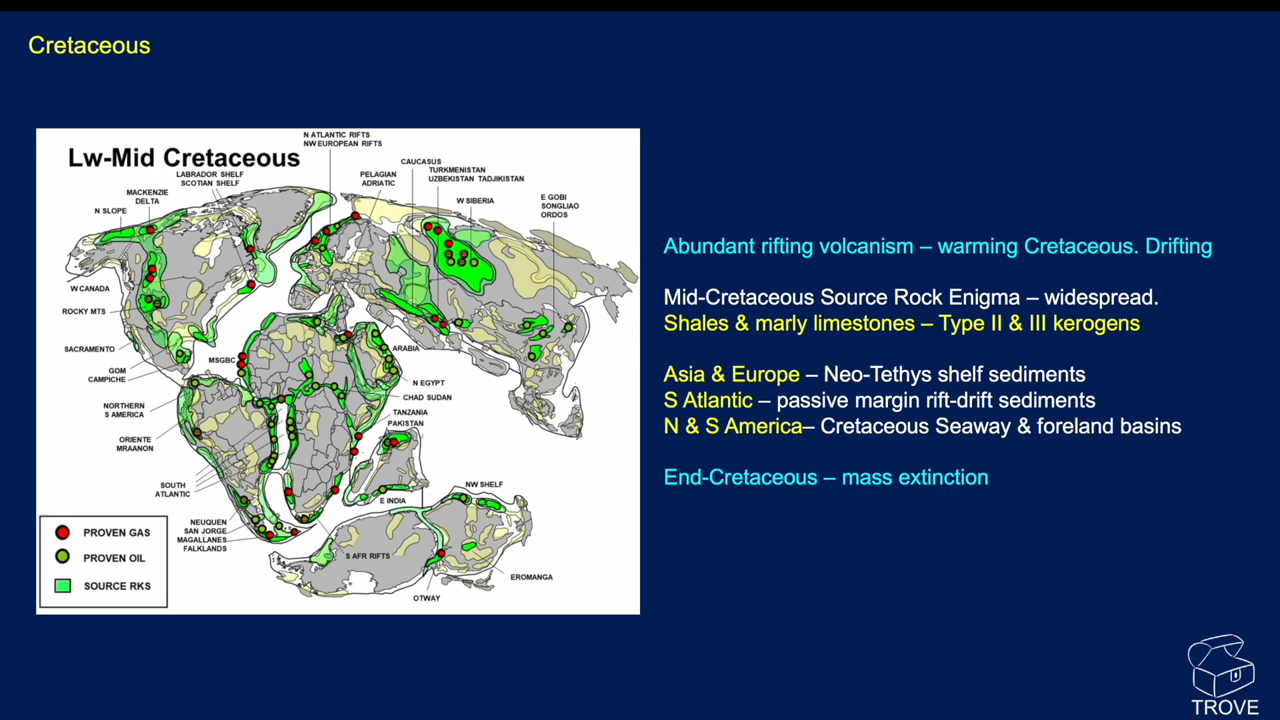 Cretaceous
Lw-Mid Cretaceous
N ATLANTIC RIFTS
NW EUROPEAN RIFTS
LABRADOR SHELF
SCOTIAN SHELF
MACKENZIE
DELTA
N SLOPE
PELAGIAN
ADRIATIC
CAUCASUS
TURKMENISTAN
UZBEKISTAN TADJIKISTAN
W SIBERIA
E GOBI
SONGLIAO
ORDOS
W CANADA
ROCKY MTS
SACRAMENTO
GOM
CAMPICHE
NORTHERN
S AMERICA
ORIENTE
MRAANON
SOUTH
ATLANTIC
NEUQUEN
SAN JORGE
MAGALLANES
FALKLANDS
MSGBC
ARABIA
N EGYPT
CHAD SUDAN
TANZANIA
PAKISTAN
E INDIA
NW SHELF
S AFR RIFTS
EROMANGA
OTWAY
PROVEN GAS
PROVEN OIL
SOURCE RKS
Abundant rifting volcanism – warming Cretaceous. Drifting
Mid-Cretaceous Source Rock Enigma – widespread.
Shales & marly limestones – Type II & III kerogens
Asia & Europe – Neo-Tethys shelf sediments
S Atlantic – passive margin rift-drift sediments
N & S America– Cretaceous Seaway & foreland basins
End-Cretaceous – mass extinction
TROVE